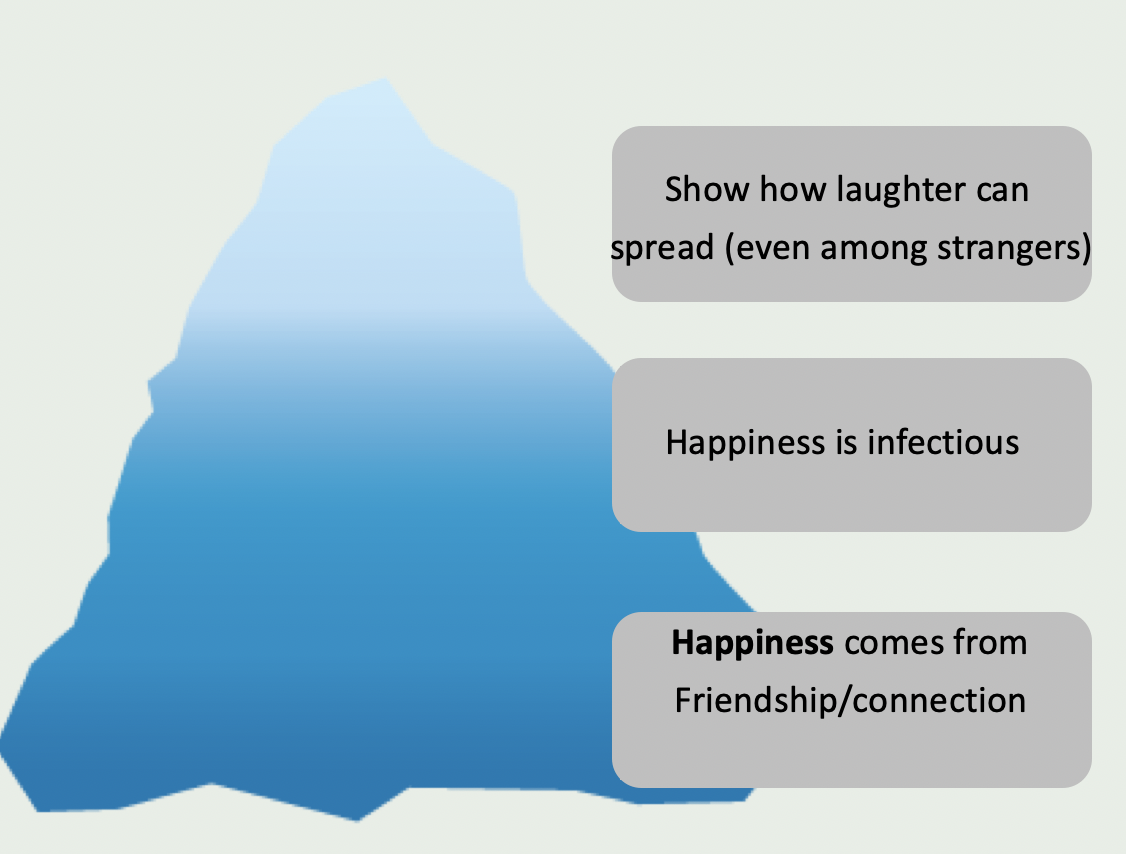 Show how laughter can
spread (even among strangers)
Happiness is infectious
Happiness comes from
Friendship/connection